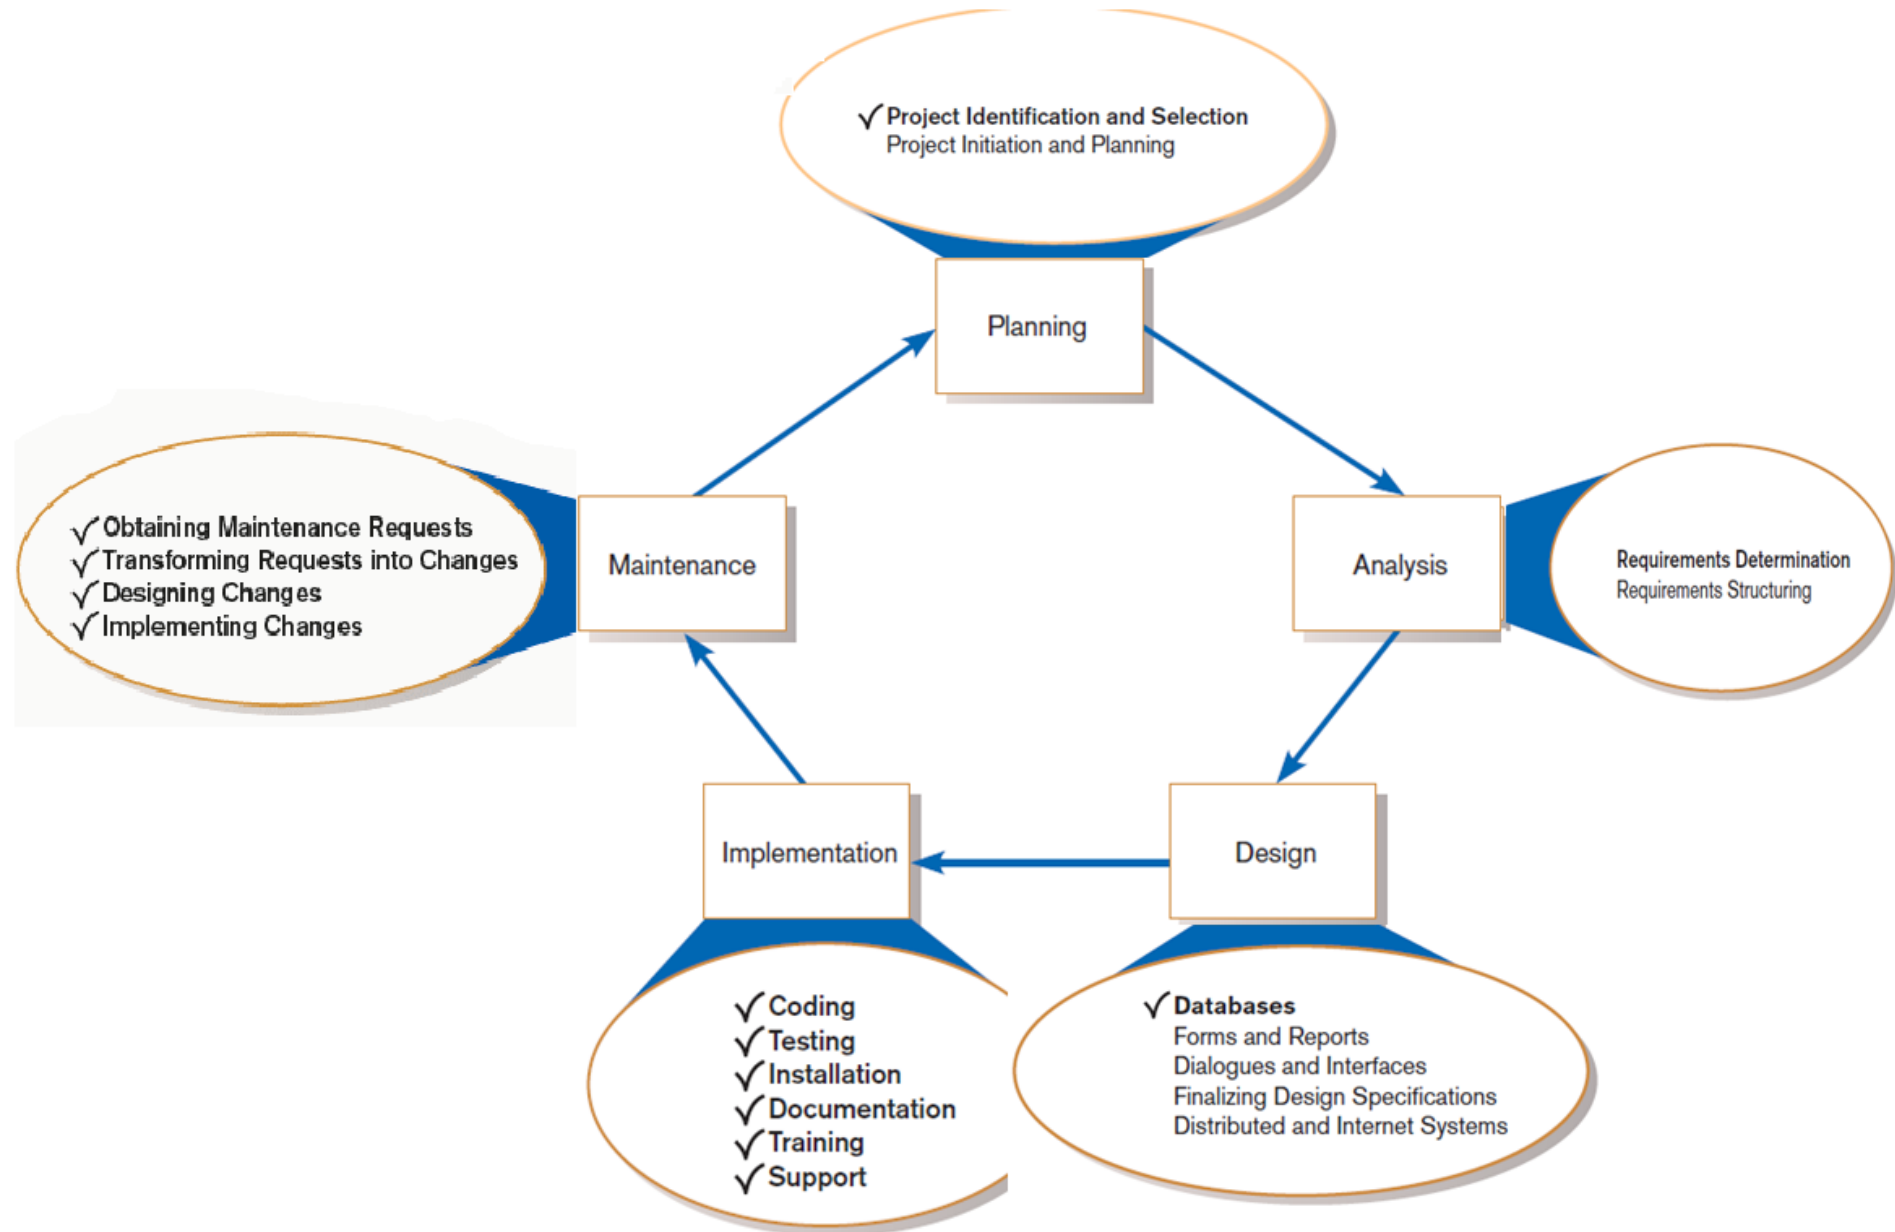 ✓ Project Identification and Selection
Project Initiation and Planning
Planning
✓ Obtaining Maintenance Requests
✓ Transforming Requests into Changes
✓ Designing Changes
✓ Implementing Changes
Maintenance
Analysis
Requirements Determination
Requirements Structuring
Implementation
Design
✓ Coding
✓ Testing
✓ Installation
✓ Documentation
✓ Training
✓ Support
✓ Databases
Forms and Reports
Dialogues and Interfaces
Finalizing Design Specifications
Distributed and Internet Systems